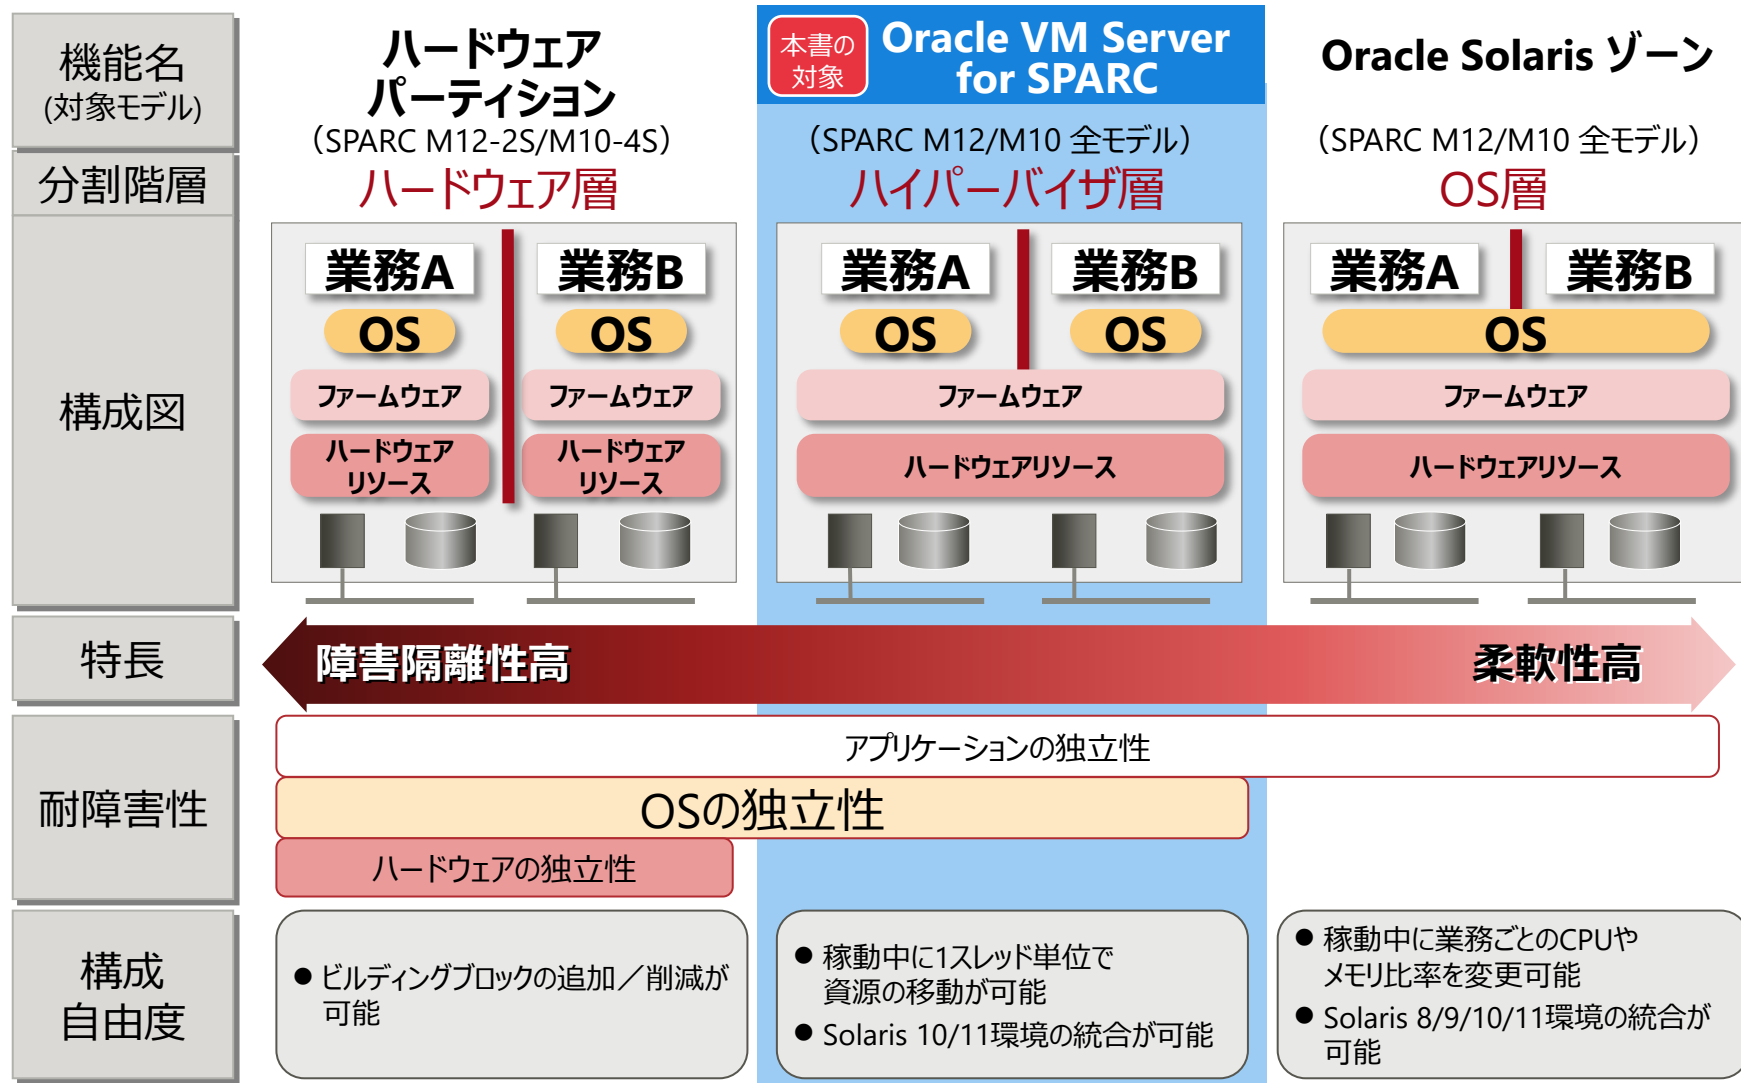 機能名
(対象モデル)
ハードウェア
パーティション
（SPARC M12-2S/M10-4S）
本書の
対象
Oracle VM Server
for SPARC
（SPARC M12/M10 全モデル）
Oracle Solaris ゾーン
（SPARC M12/M10 全モデル）
分割階層
ハードウェア層
ハイパーバイザ層
OS層
構成図
業務A
業務B
OS
OS
ファームウェア
ファームウェア
ハードウェア
リソース
ハードウェア
リソース
業務A
業務B
OS
OS
ファームウェア
ハードウェアリソース
業務A
業務B
OS
ファームウェア
ハードウェアリソース
特長
障害隔離性高
柔軟性高
耐障害性
アプリケーションの独立性
OSの独立性
ハードウェアの独立性
構成
自由度
● ビルディングブロックの追加／削減が
可能
● 稼動中に1スレッド単位で
資源の移動が可能
● Solaris 10/11環境の統合が可能
● 稼動中に業務ごとのCPUや
メモリ比率を変更可能
● Solaris 8/9/10/11環境の統合が
可能